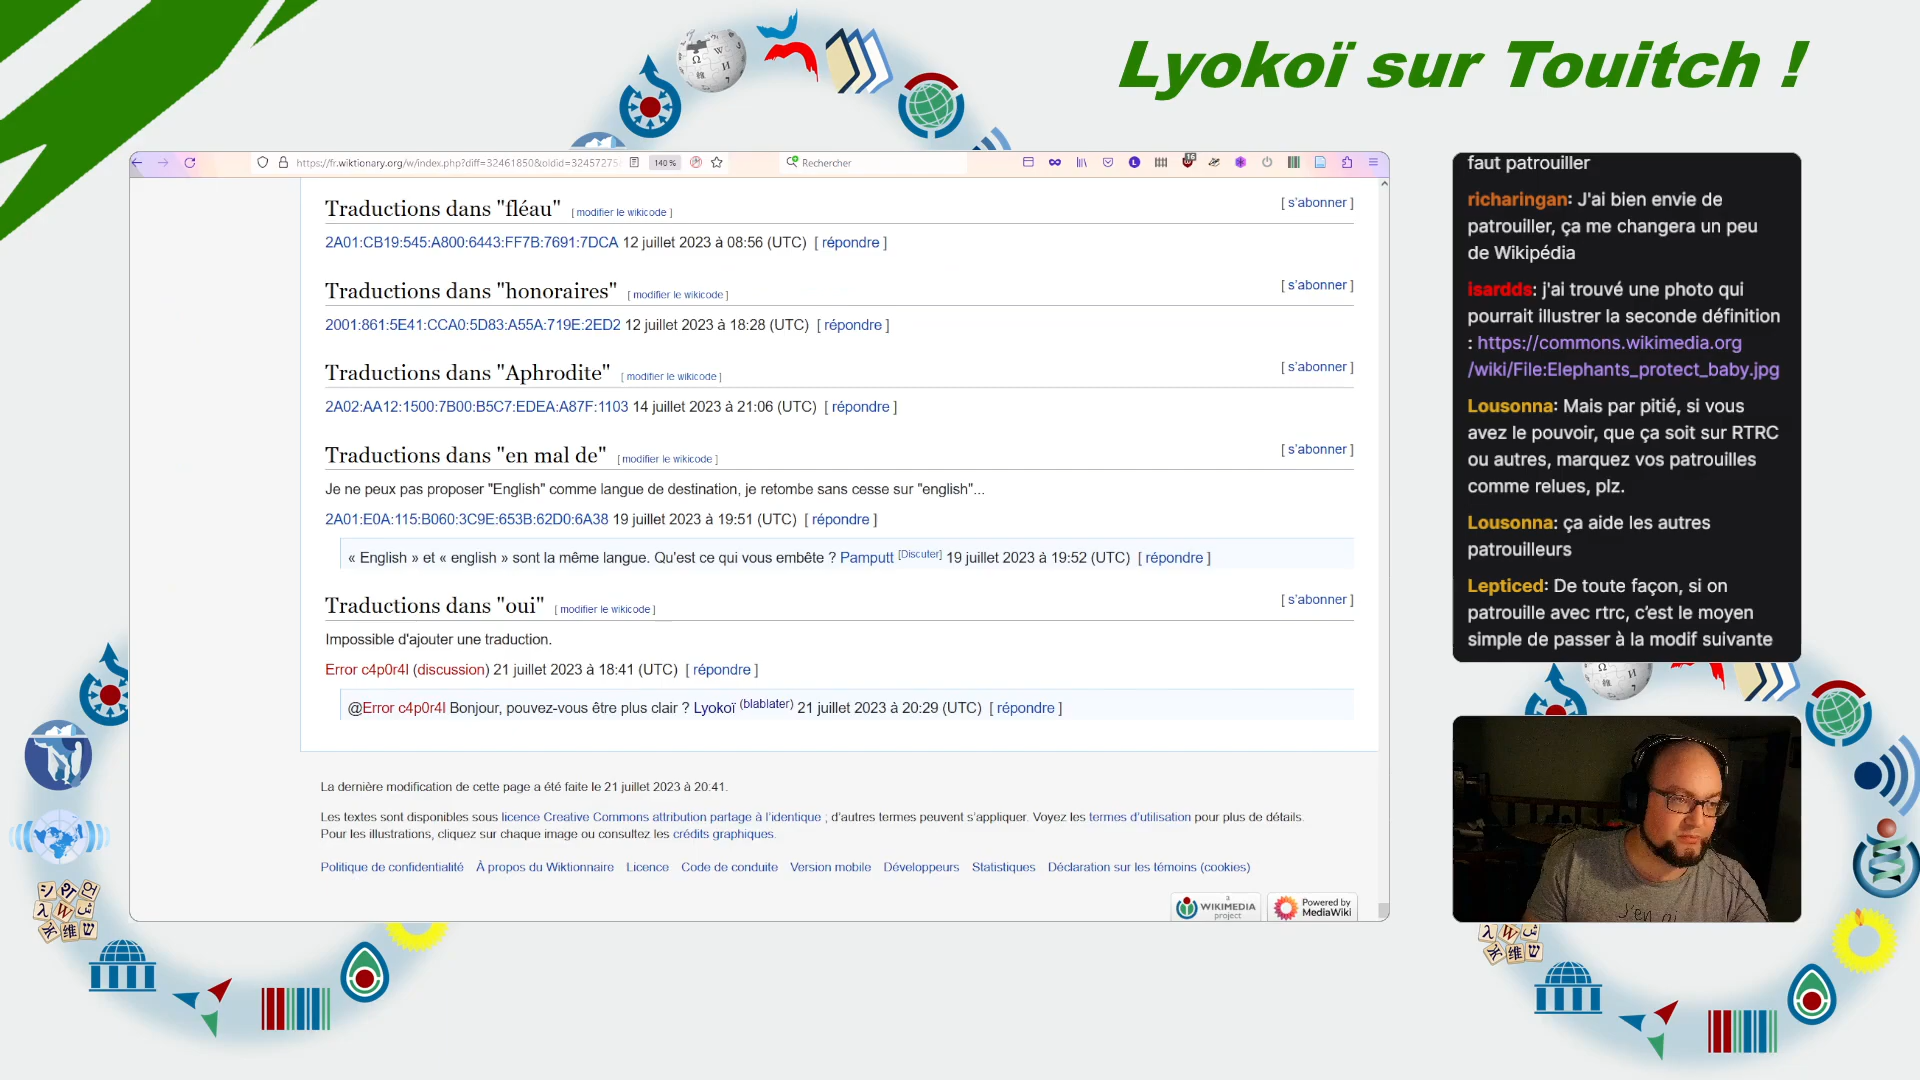 Lyokoï sur Touitch !
https://fr.wiktionary.org/w/index.php?diff=32461850&oldid=32457275
140 %
Rechercher
Traductions dans "fléau" [ modifier le wikicode ] [ s’abonner ]
2A01:CB19:545:A800:6443:FF7B:7691:7DCA 12 juillet 2023 à 08:56 (UTC) [ répondre ]
Traductions dans "honoraires" [ modifier le wikicode ] [ s’abonner ]
2001:861:5E41:CCA0:5D83:A55A:719E:2ED2 12 juillet 2023 à 18:28 (UTC) [ répondre ]
Traductions dans "Aphrodite" [ modifier le wikicode ] [ s’abonner ]
2A02:AA12:1500:7B00:B5C7:EDEA:A87F:1103 14 juillet 2023 à 21:06 (UTC) [ répondre ]
Traductions dans "en mal de" [ modifier le wikicode ] [ s’abonner ]
Je ne peux pas proposer "English" comme langue de destination, je retombe sans cesse sur "english"...
2A01:E0A:115:B060:3C9E:653B:62D0:6A38 19 juillet 2023 à 19:51 (UTC) [ répondre ]
« English » et « english » sont la même langue. Qu'est ce qui vous embête ? Pamputt [Discuter] 19 juillet 2023 à 19:52 (UTC) [ répondre ]
Traductions dans "oui" [ modifier le wikicode ] [ s’abonner ]
Impossible d'ajouter une traduction.
Error c4p0r4l (discussion) 21 juillet 2023 à 18:41 (UTC) [ répondre ]
@Error c4p0r4l Bonjour, pouvez-vous être plus clair ? Lyokoï (blablater) 21 juillet 2023 à 20:29 (UTC) [ répondre ]
La dernière modification de cette page a été faite le 21 juillet 2023 à 20:41.
Les textes sont disponibles sous licence Creative Commons attribution partage à l’identique ; d’autres termes peuvent s’appliquer. Voyez les termes d’utilisation pour plus de détails.
Pour les illustrations, cliquez sur chaque image ou consultez les crédits graphiques.
Politique de confidentialité À propos du Wiktionnaire Licence Code de conduite Version mobile Développeurs Statistiques Déclaration sur les témoins (cookies)
WIKIMEDIA
project
Powered by
MediaWiki
faut patrouiller
richaringan: J'ai bien envie de
patrouiller, ça me changera un peu
de Wikipédia
isardds: j'ai trouvé une photo qui
pourrait illustrer la seconde définition
: https://commons.wikimedia.org
/wiki/File:Elephants_protect_baby.jpg
Lousonna: Mais par pitié, si vous
avez le pouvoir, que ça soit sur RTRC
ou autres, marquez vos patrouilles
comme relues, plz.
Lousonna: ça aide les autres
patrouilleurs
Lepticed: De toute façon, si on
patrouille avec rtrc, c’est le moyen
simple de passer à la modif suivante
J'en ai